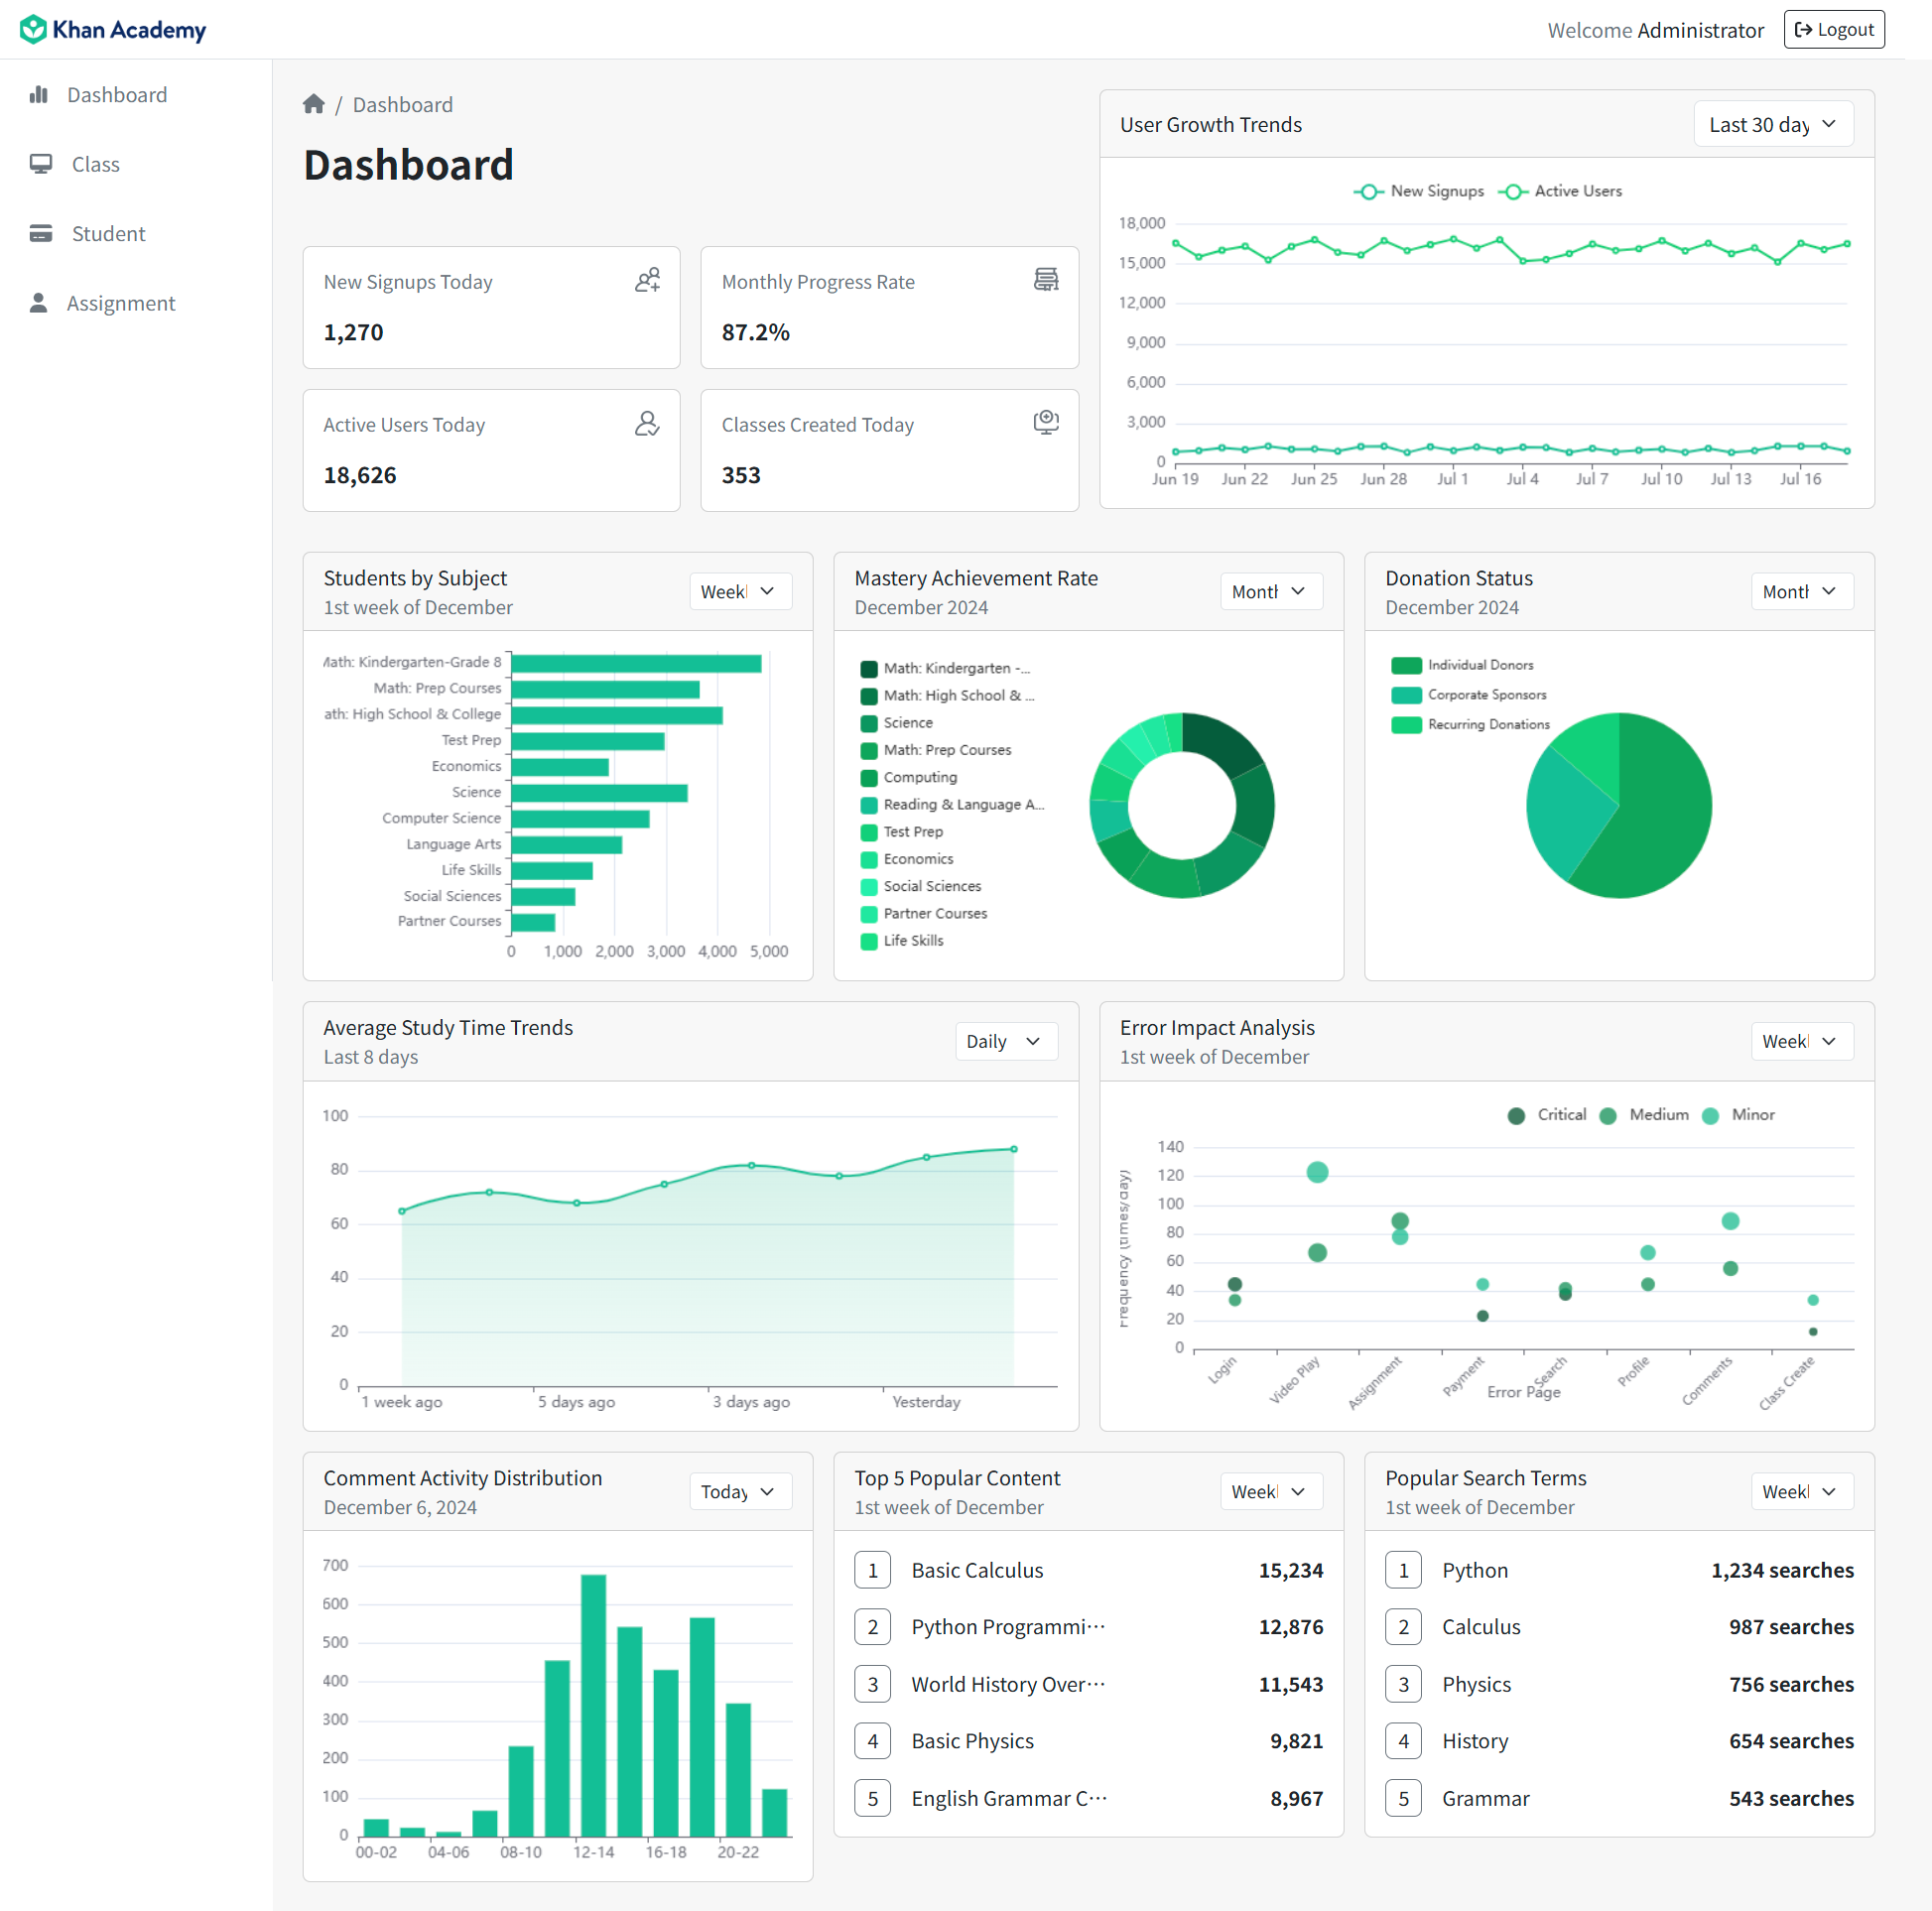 Khan Academy
Welcome Administrator
Logout
Dashboard
Class
Student
Assignment
/ Dashboard
Dashboard
New Signups Today
1,270
Monthly Progress Rate
87.2%
Active Users Today
18,626
Classes Created Today
353
User Growth Trends
Last 30 day
New Signups
Active Users
18,000
15,000
12,000
9,000
6,000
3,000
0
Jun 19 Jun 22 Jun 25 Jun 28 Jul 1 Jul 4 Jul 7 Jul 10 Jul 13 Jul 16
Students by Subject
1st week of December
Weekl
Math: Kindergarten-Grade 8
Math: Prep Courses
ath: High School & College
Test Prep
Economics
Science
Computer Science
Language Arts
Life Skills
Social Sciences
Partner Courses
0 1,000 2,000 3,000 4,000 5,000
Mastery Achievement Rate
December 2024
Month
Math: Kindergarten -...
Math: High School & ...
Science
Math: Prep Courses
Computing
Reading & Language A...
Test Prep
Economics
Social Sciences
Partner Courses
Life Skills
Donation Status
December 2024
Month
Individual Donors
Corporate Sponsors
Recurring Donations
Average Study Time Trends
Last 8 days
Daily
100
80
60
40
20
0
1 week ago 5 days ago 3 days ago Yesterday
Error Impact Analysis
1st week of December
Weekl
Critical Medium Minor
Frequency (times/day)
140
120
100
80
60
40
20
0
Login Video Play Assignment Payment Search Profile Comments Class Create
Error Page
Comment Activity Distribution
December 6, 2024
Today
700
600
500
400
300
200
100
0
00-02 04-06 08-10 12-14 16-18 20-22
Top 5 Popular Content
1st week of December
Weekl
1 Basic Calculus 15,234
2 Python Programmi··· 12,876
3 World History Over··· 11,543
4 Basic Physics 9,821
5 English Grammar C··· 8,967
Popular Search Terms
1st week of December
Weekl
1 Python 1,234 searches
2 Calculus 987 searches
3 Physics 756 searches
4 History 654 searches
5 Grammar 543 searches